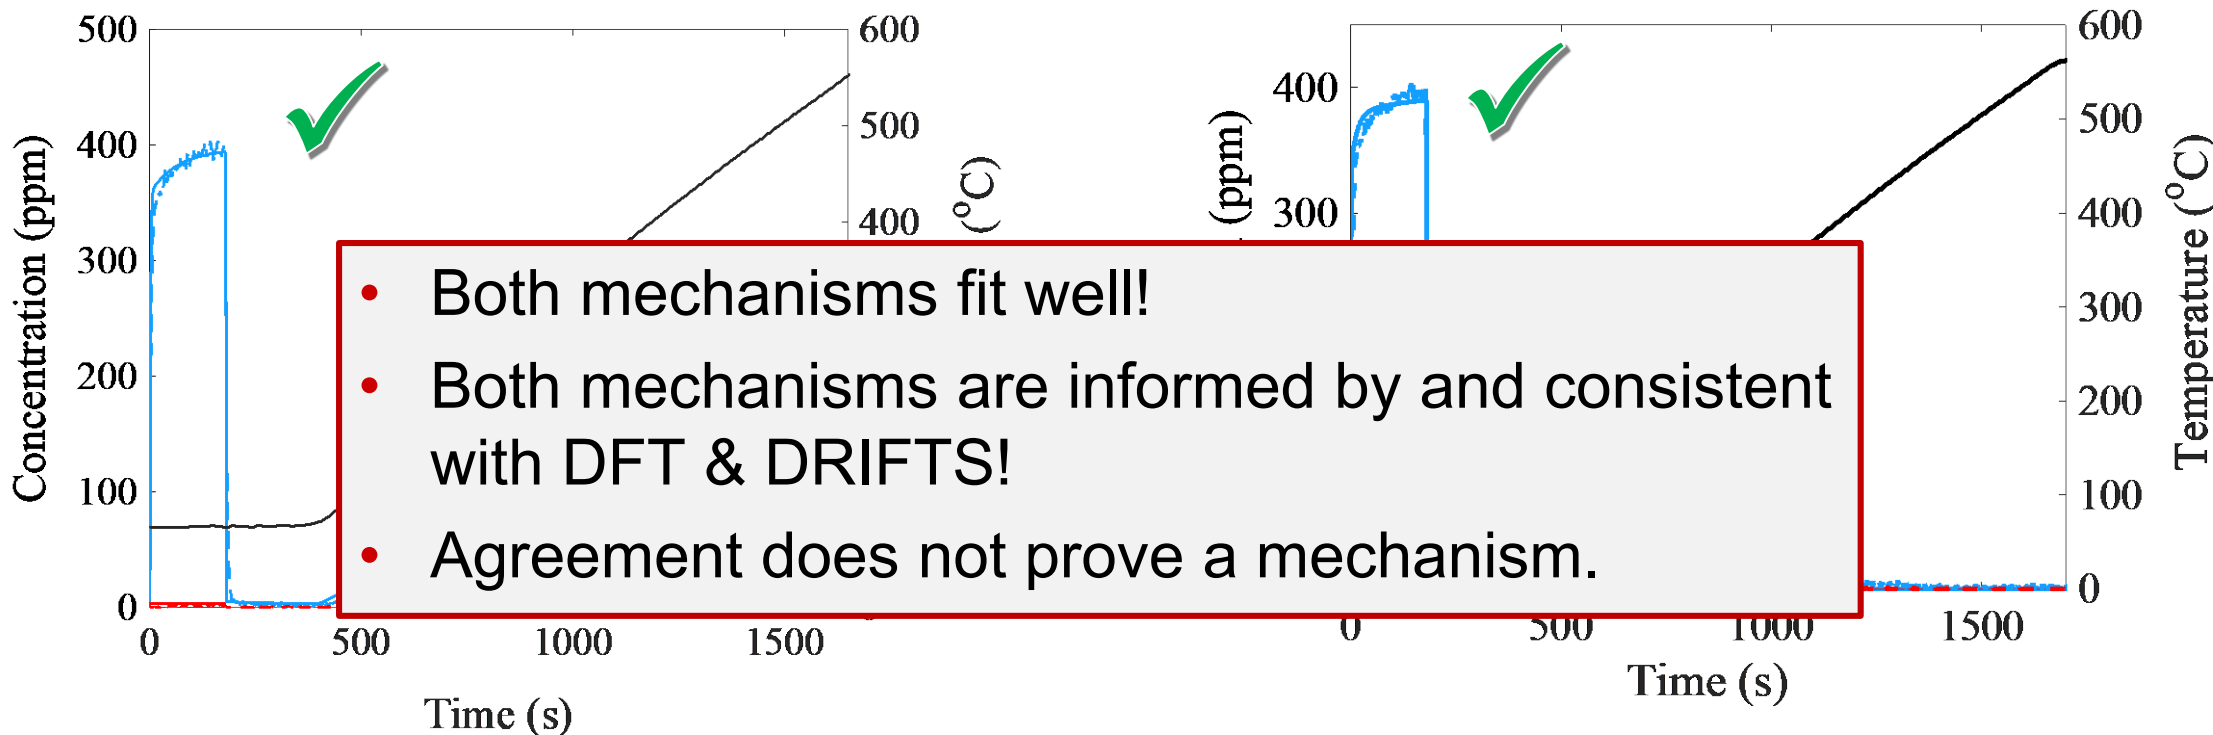 500
400
300
200
100
0
Concentration (ppm)
0 500 1000 1500
Time (s)
600
500
400
(°C)
• Both mechanisms fit well!
• Both mechanisms are informed by and consistent
with DFT & DRIFTS!
• Agreement does not prove a mechanism.
400
300
(ppm)
0 500 1000 1500
Time (s)
600
500
400
300
200
100
0
Temperature (°C)